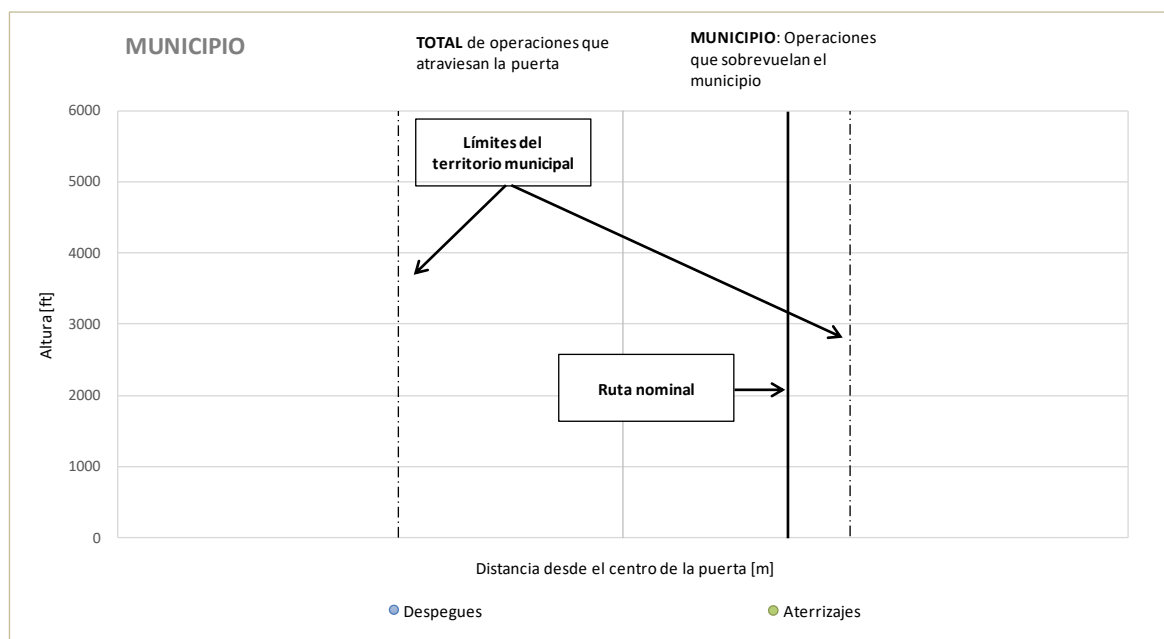 MUNICIPIO
TOTAL de operaciones que
atraviesan la puerta
MUNICIPIO: Operaciones
que sobrevuelan el
municipio
6000
5000
4000
3000
2000
1000
0
Altura [ft]
Límites del
territorio municipal
Ruta nominal
Distancia desde el centro de la puerta [m]
Despegues
Aterrizajes